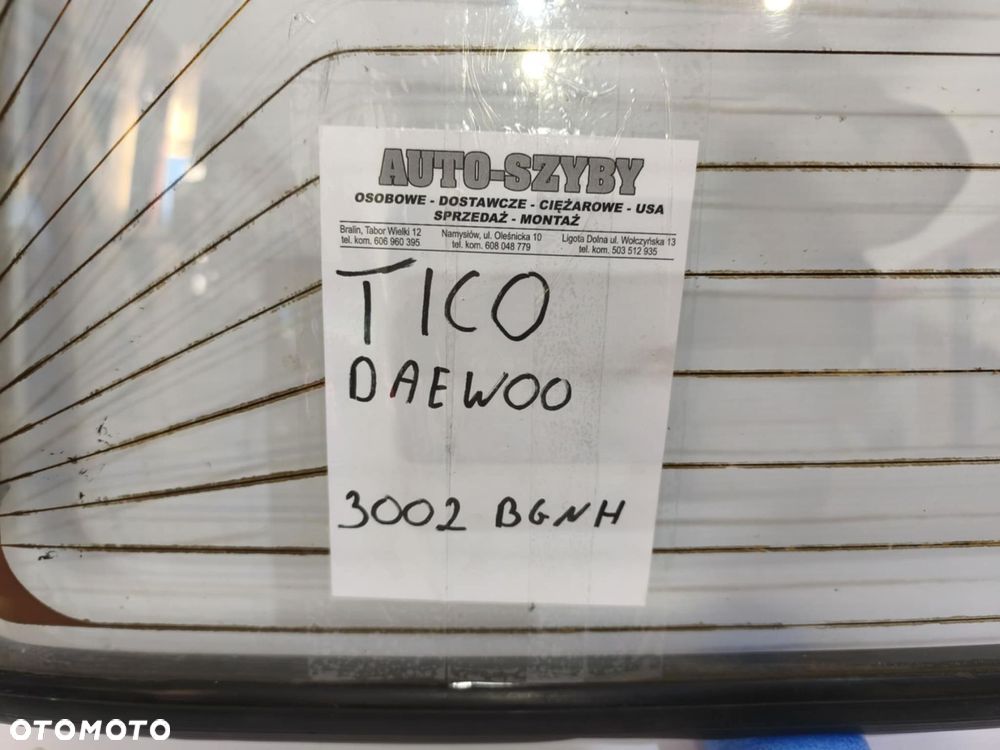 AUTO-SZYBY
OSOBOWE - DOSTAWCZE - CIĘŻAROWE - USA
SPRZEDAŻ - MONTAŻ
Bralin, Tabor Wielki 12
tel. kom. 606 960 395
Namysłów, ul. Oleśnicka 10
tel. kom. 608 048 779
Ligota Dolna ul. Wołczyńska 13
tel. kom. 503 512 935
TICO
DAEWOO
3002 BGNH
OTOMOTO